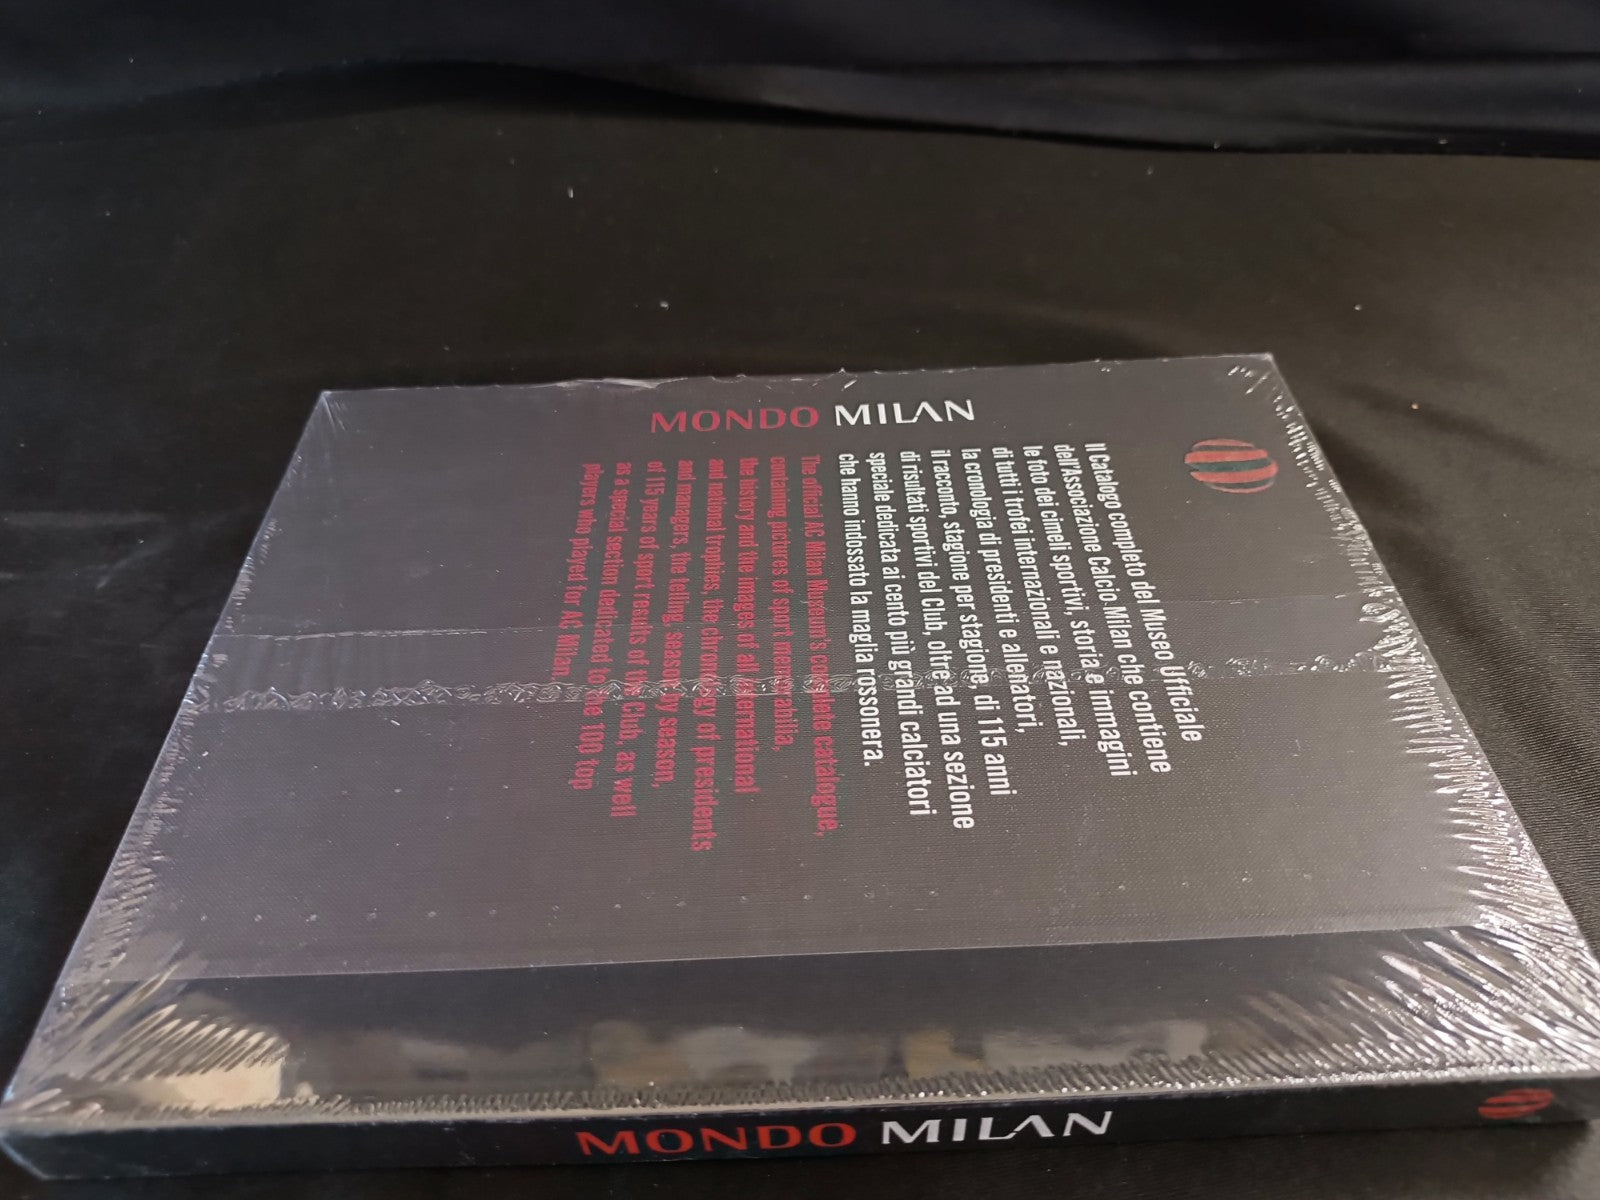 Il Catalogo completo del Museo Ufficiale
dell'Associazione Calcio Milan che contiene
le foto dei cimeli sportivi, storia e immagini
di tutti i trofei internazionali e nazionali,
la cronologia di presidenti e allenatori,
il racconto, stagione per stagione, di 115 anni
di risultati sportivi del Club, oltre ad una sezione
speciale dedicata ai cento più grandi calciatori
che hanno indossato la maglia rossonera.
The official AC Milan Museum's complete catalogue,
containing pictures of sport memorabilia,
the history and the images of all international
and national trophies, the chronology of presidents
and managers, the telling, season by season,
of 115 years of sport results of the Club, as well
as a special section dedicated to the 100 top
players who played for AC Milan.
MONDO MILAN
MONDO MILAN